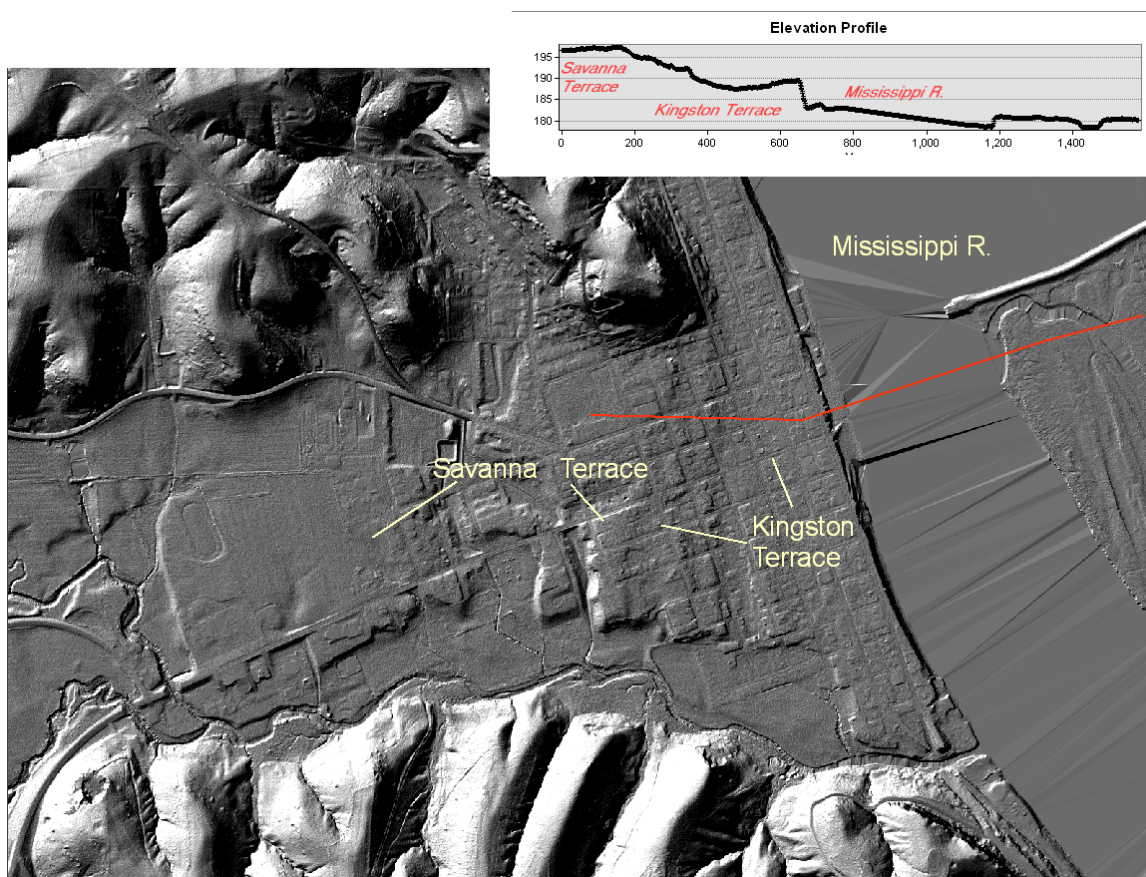 Elevation Profile
195
190
185
180
Savanna
Terrace
Kingston Terrace
Mississippi R.
0
200
400
600
800
1,000
1,200
1,400
Mississippi R.
Savanna Terrace
Kingston
Terrace